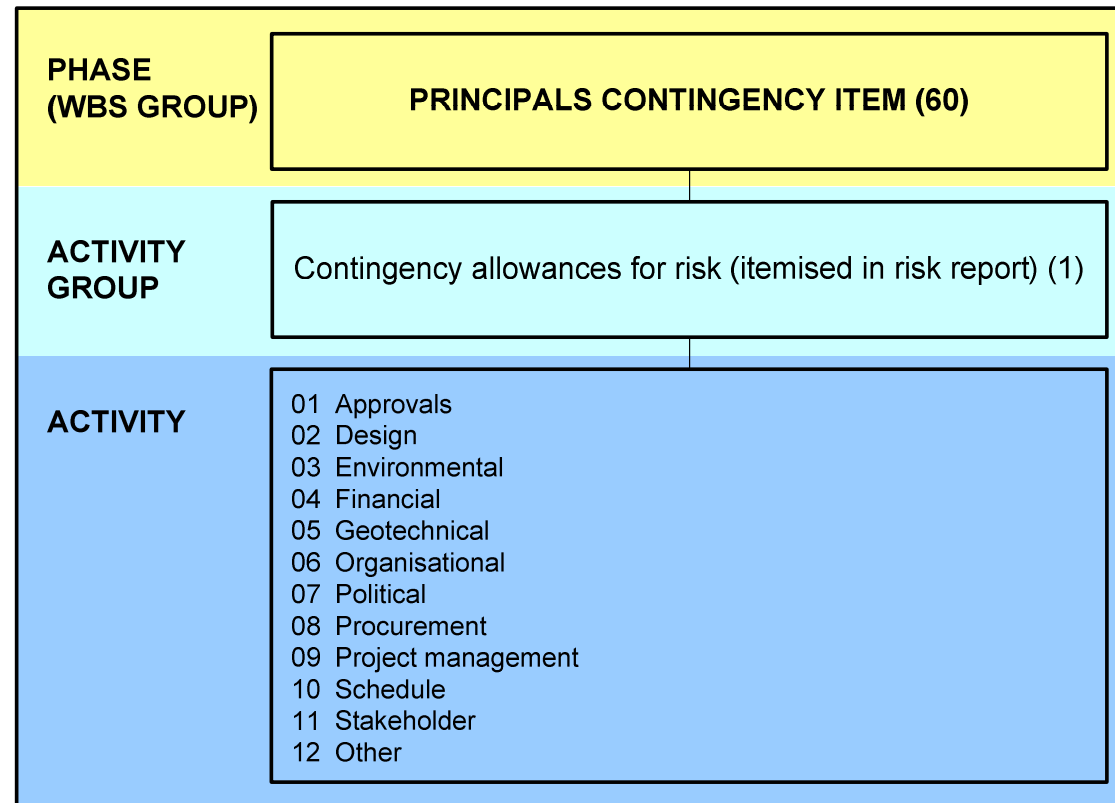 PHASE
(WBS GROUP)
PRINCIPALS CONTINGENCY ITEM (60)
ACTIVITY
GROUP
Contingency allowances for risk (itemised in risk report) (1)
ACTIVITY
01 Approvals
02 Design
03 Environmental
04 Financial
05 Geotechnical
06 Organisational
07 Political
08 Procurement
09 Project management
10 Schedule
11 Stakeholder
12 Other